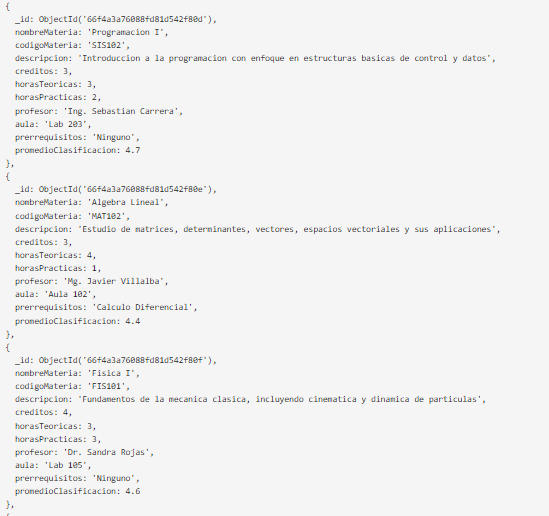 {
_id: ObjectId('66f4a3a76088fd81d542f80d'),
nombreMateria: 'Programacion I',
codigoMateria: 'SIS102',
descripcion: 'Introduccion a la programacion con enfoque en estructuras basicas de control y datos',
creditos: 3,
horasTeoricas: 3,
horasPracticas: 2,
profesor: 'Ing. Sebastian Carrera',
aula: 'Lab 203',
prerrequisitos: 'Ninguno',
promedioClasificacion: 4.7
},
{
_id: ObjectId('66f4a3a76088fd81d542f80e'),
nombreMateria: 'Algebra Lineal',
codigoMateria: 'MAT102',
descripcion: 'Estudio de matrices, determinantes, vectores, espacios vectoriales y sus aplicaciones',
creditos: 3,
horasTeoricas: 4,
horasPracticas: 1,
profesor: 'Mg. Javier Villalba',
aula: 'Aula 102',
prerrequisitos: 'Calculo Diferencial',
promedioClasificacion: 4.4
},
{
_id: ObjectId('66f4a3a76088fd81d542f80f'),
nombreMateria: 'Fisica I',
codigoMateria: 'FIS101',
descripcion: 'Fundamentos de la mecanica clasica, incluyendo cinematica y dinamica de particulas',
creditos: 4,
horasTeoricas: 3,
horasPracticas: 3,
profesor: 'Dr. Sandra Rojas',
aula: 'Lab 105',
prerrequisitos: 'Ninguno',
promedioClasificacion: 4.6
},
{